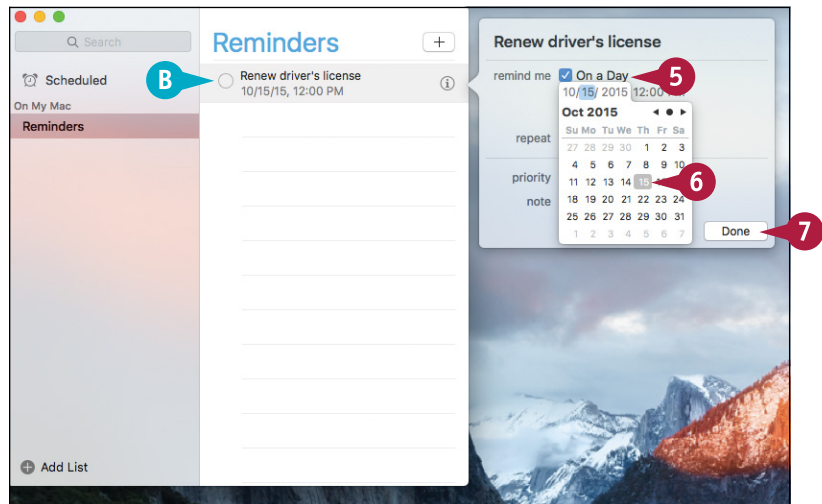 Search
Scheduled
On My Mac
Reminders
Add List
Reminders
+
B
Renew driver's license
10/15/15, 12:00 PM
Renew driver's license
remind me On a Day
5
10/15/2015 12:00
Oct 2015
Su Mo Tu We Th Fr Sa
27 28 29 30 1 2 3
4 5 6 7 8 9 10
11 12 13 14 15
6
18 19 20 21 22 23 24
25 26 27 28 29 30 31
1 2 3 4 5 6 7
repeat
priority
note
Done
7